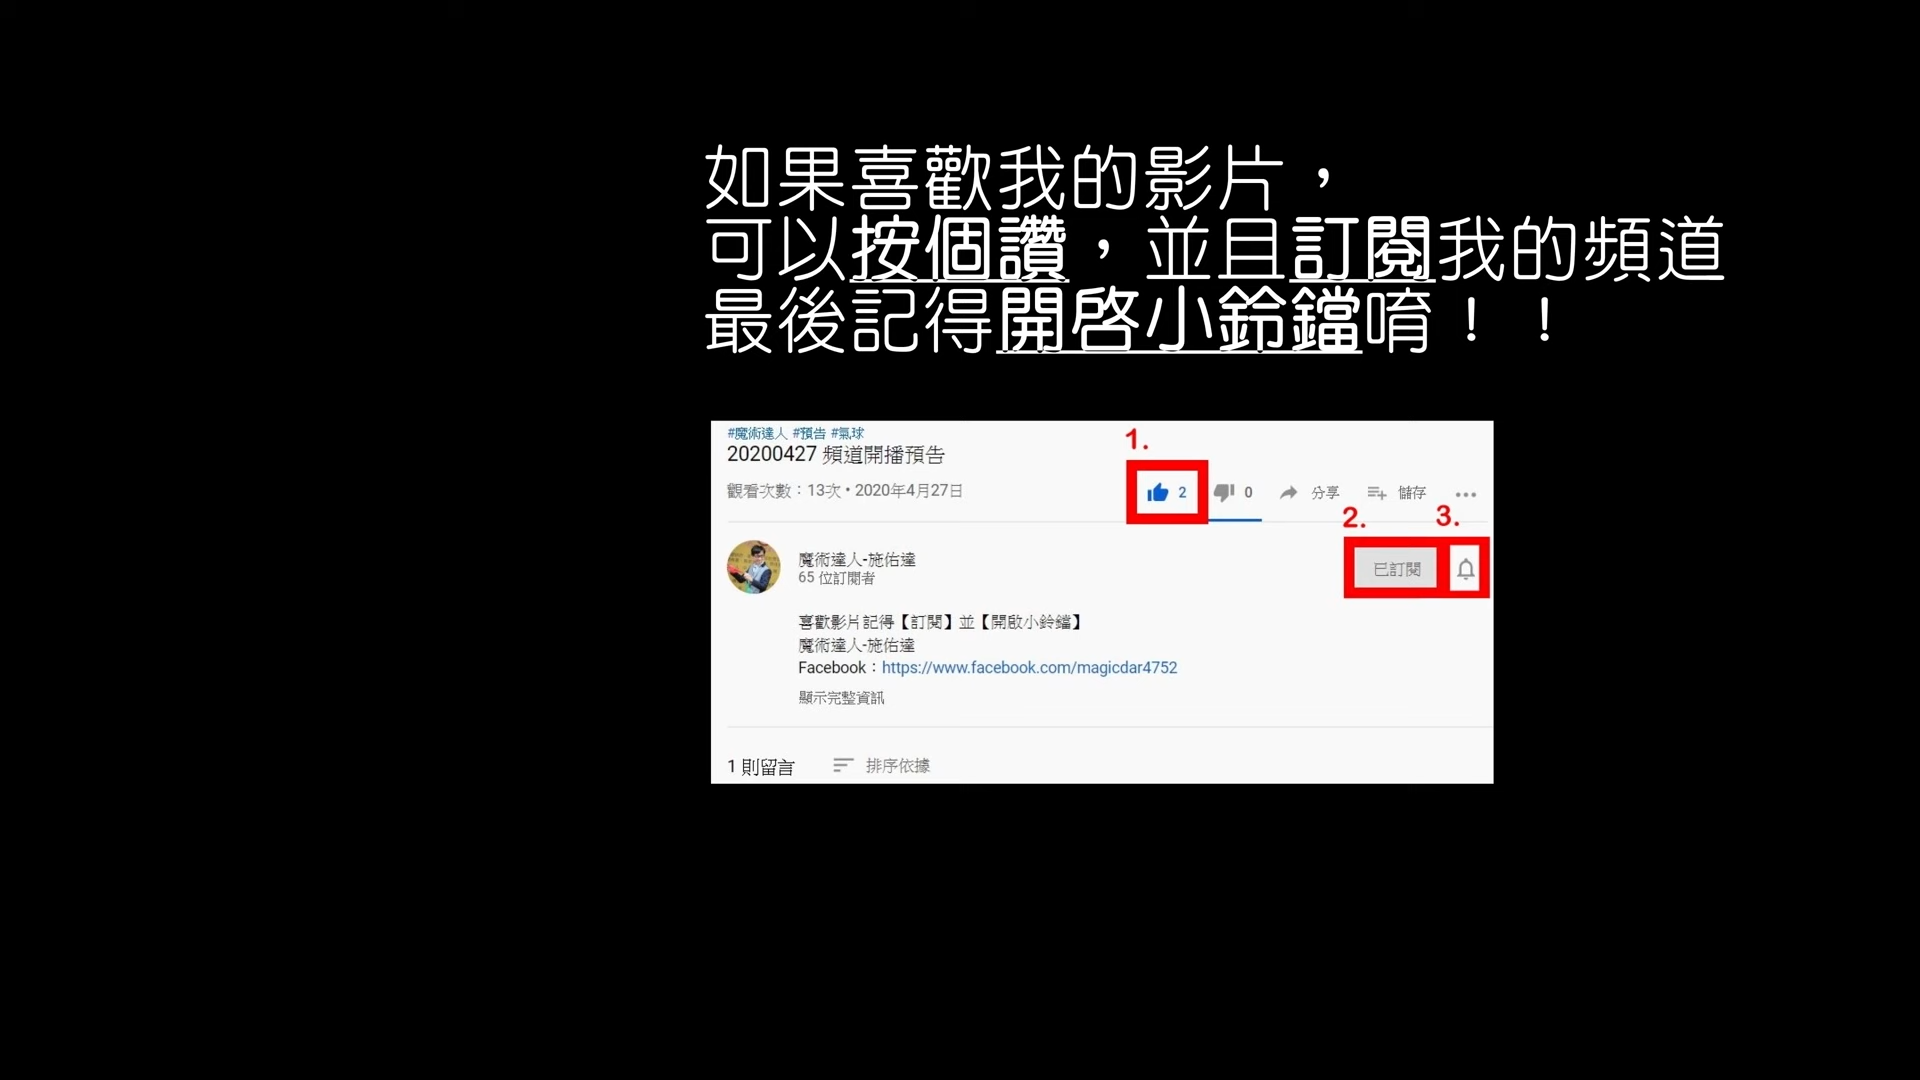 如果喜歡我的影片，
可以按個讚，並且訂閱我的頻道
最後記得開啓小鈴鐺唷！！
#魔術達人 #預告 #氣球
20200427 頻道開播預告
觀看次數：13次 • 2020年4月27日
1.
2
0
分享
儲存
2.
3.
魔術達人-施佑達
65 位訂閱者
已訂閱
喜歡影片記得【訂閱】並【開啟小鈴鐺】
魔術達人-施佑達
Facebook：https://www.facebook.com/magicdar4752
顯示完整資訊
1 則留言
排序依據